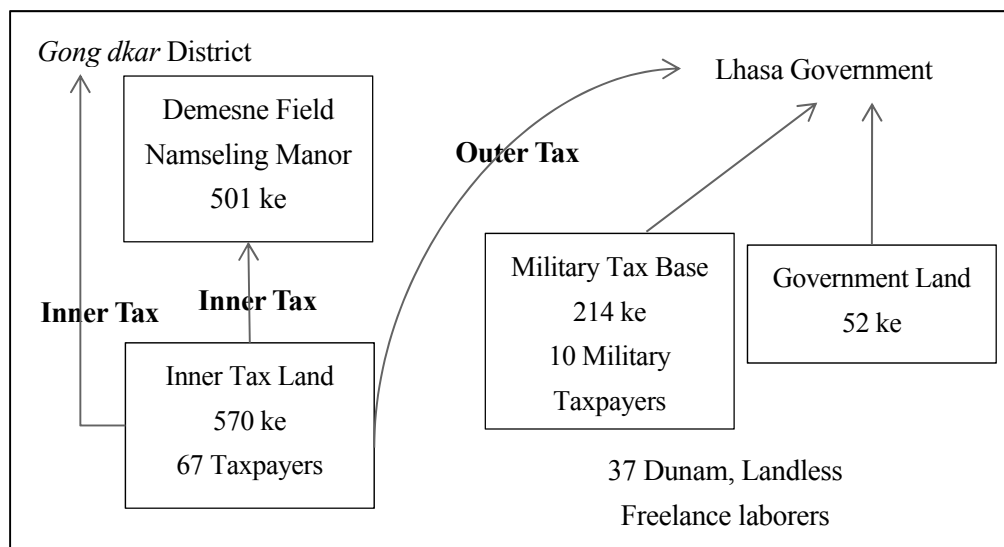 Gong dkar District
Lhasa Government
Demesne Field
Namseling Manor
501 ke
Outer Tax
Inner Tax
Inner Tax
Inner Tax Land
570 ke
67 Taxpayers
Military Tax Base
214 ke
10 Military
Taxpayers
Government Land
52 ke
37 Dunam, Landless
Freelance laborers